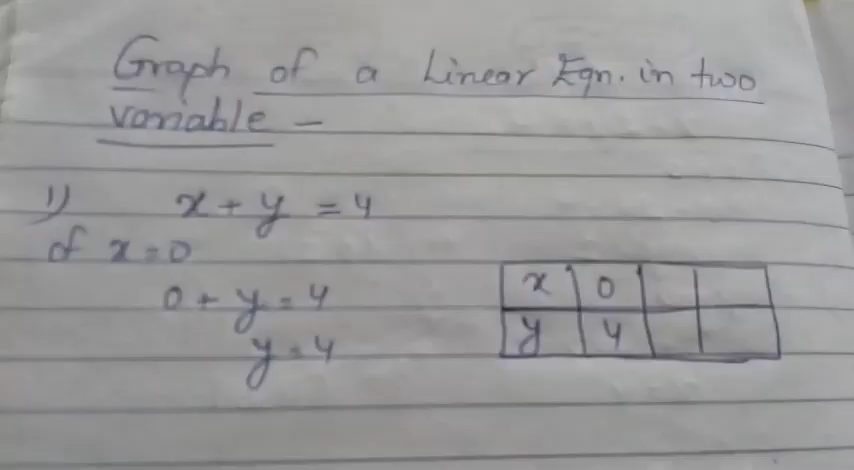 Graph of a Linear Eqn. in two
variable -
1) x + y = 4
If x = 0
0 + y = 4
y = 4
x 0
y 4